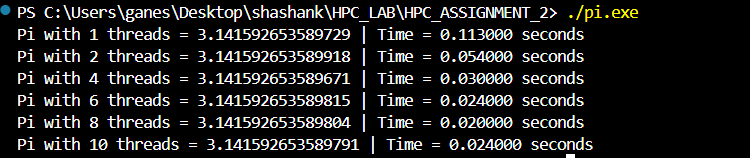 PS C:\Users\ganes\Desktop\shashank\HPC_LAB\HPC_ASSIGNMENT_2> ./pi.exe
Pi with 1 threads = 3.141592653589729 | Time = 0.113000 seconds
Pi with 2 threads = 3.141592653589918 | Time = 0.054000 seconds
Pi with 4 threads = 3.141592653589671 | Time = 0.030000 seconds
Pi with 6 threads = 3.141592653589815 | Time = 0.024000 seconds
Pi with 8 threads = 3.141592653589804 | Time = 0.020000 seconds
Pi with 10 threads = 3.141592653589791 | Time = 0.024000 seconds